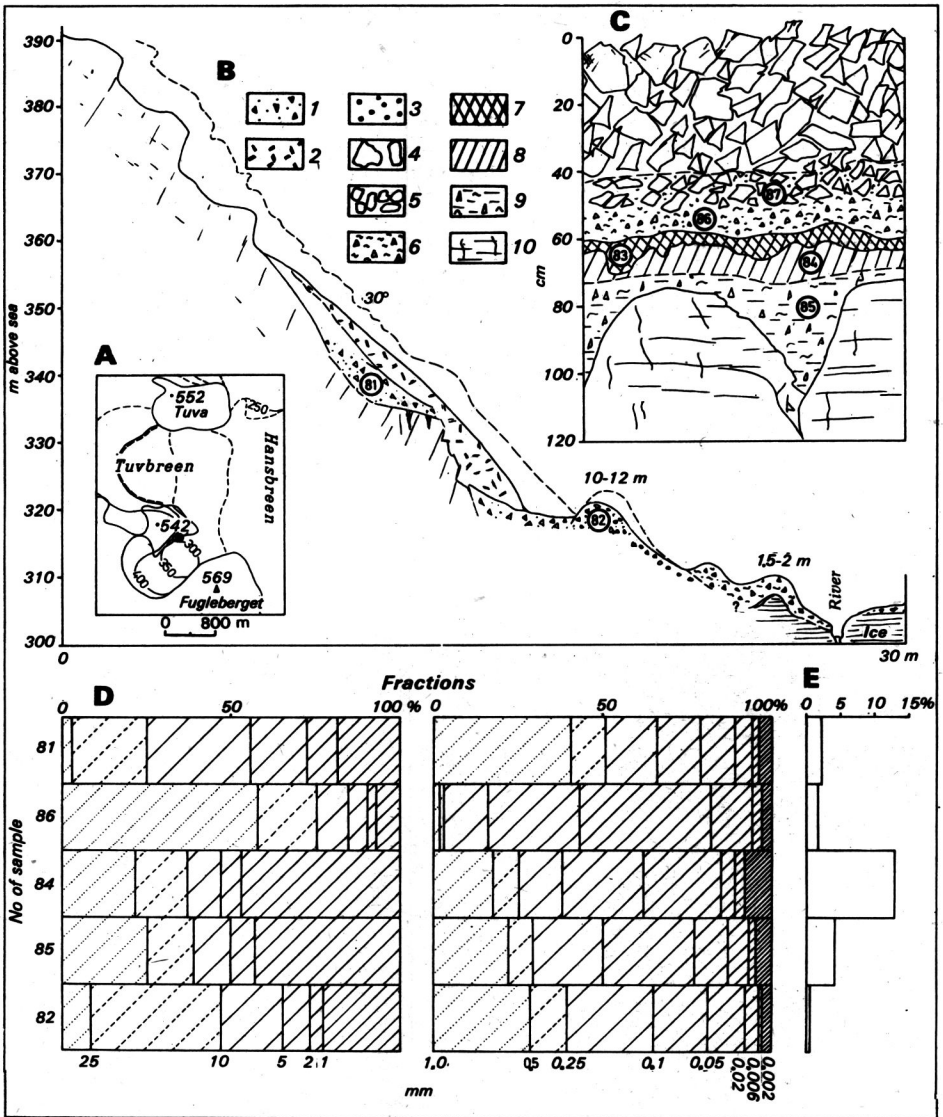 390
380
370
360
350
340
330
320
310
300
m above sea
B
1
2
3
4
5
6
7
8
9
10
C
0
20
40
60
80
100
120
cm
87
86
83
84
85
30°
81
A
552
Tuva
250
Tuvbreen
Hansbreen
542
300
350
400
569
Fugleberget
0 800 m
10-12 m
82
1,5-2 m
?
River
Ice
0 30 m
Fractions
D
0 50 100 %
0 50 100%
E
0 5 10 15%
No of sample
81
86
84
85
82
25 10 5 2 1
1,0 0,5 0,25 0,1 0,05 0,02 0,006 0,002
mm